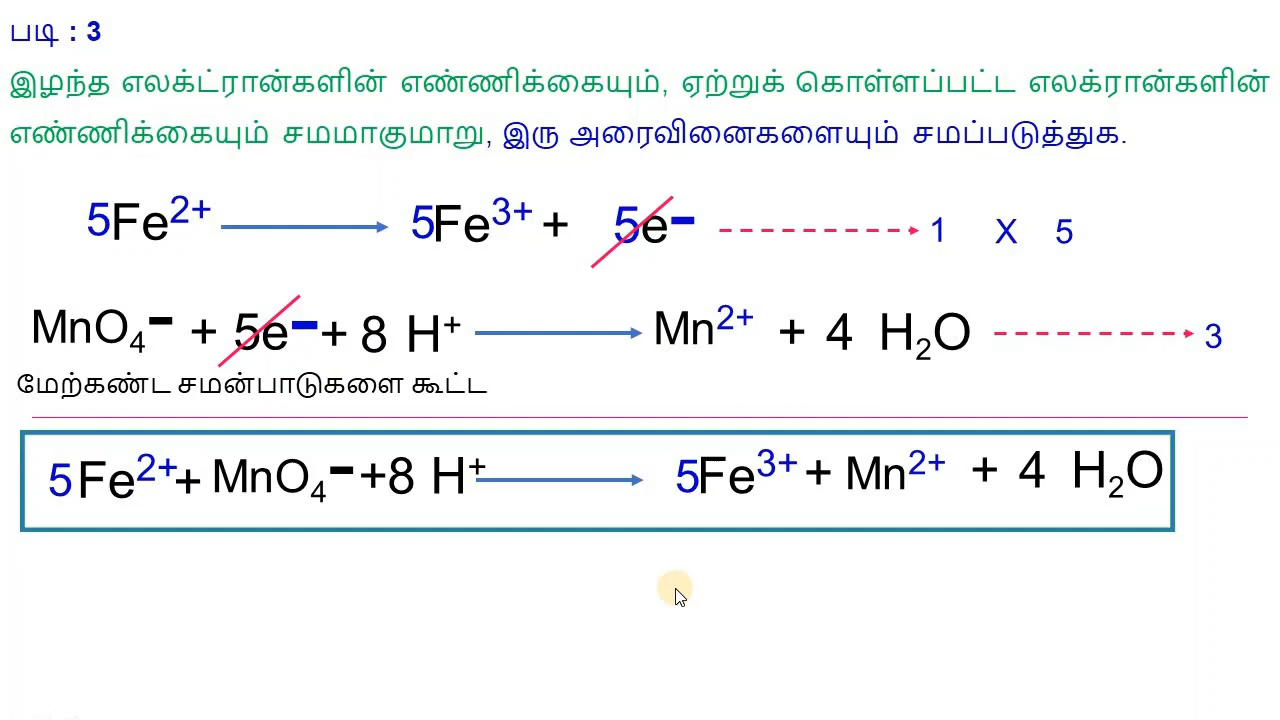 படி : 3
இழந்த எலக்ட்ரான்களின் எண்ணிக்கையும், ஏற்றுக் கொள்ளப்பட்ட எலக்ரான்களின்
எண்ணிக்கையும் சமமாகுமாறு, இரு அரைவினைகளையும் சமப்படுத்துக.
5Fe²⁺ → 5Fe³⁺ + 5e⁻ 1 X 5
MnO₄⁻ + 5e⁻ + 8 H⁺ → Mn²⁺ + 4 H₂O 3
மேற்கண்ட சமன்பாடுகளை கூட்ட
5 Fe²⁺ + MnO₄⁻ + 8 H⁺ → 5Fe³⁺ + Mn²⁺ + 4 H₂O